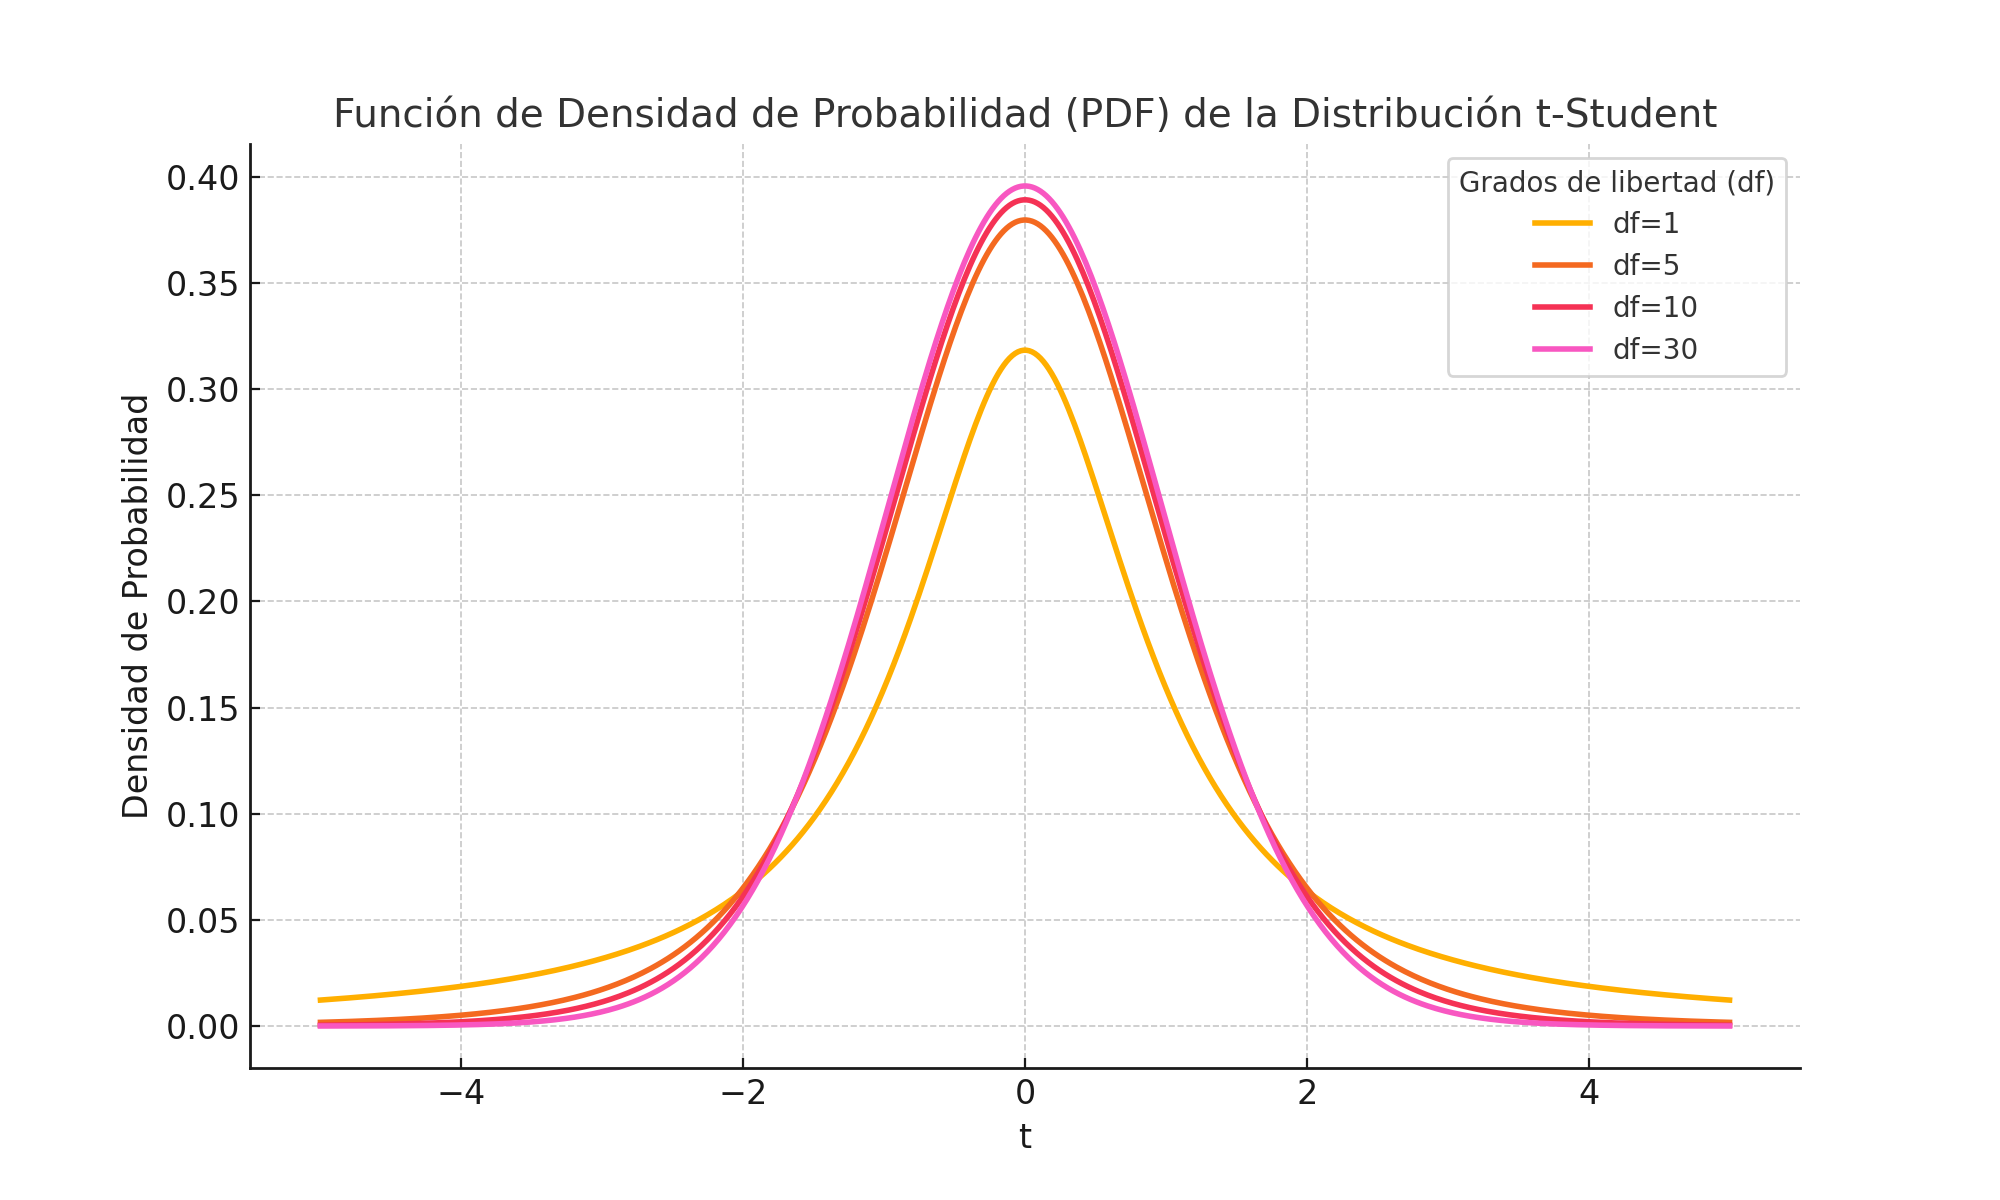 Función de Densidad de Probabilidad (PDF) de la Distribución t-Student
Densidad de Probabilidad
0.40
0.35
0.30
0.25
0.20
0.15
0.10
0.05
0.00
Grados de libertad (df)
df=1
df=5
df=10
df=30
−4
−2
0
2
4
t